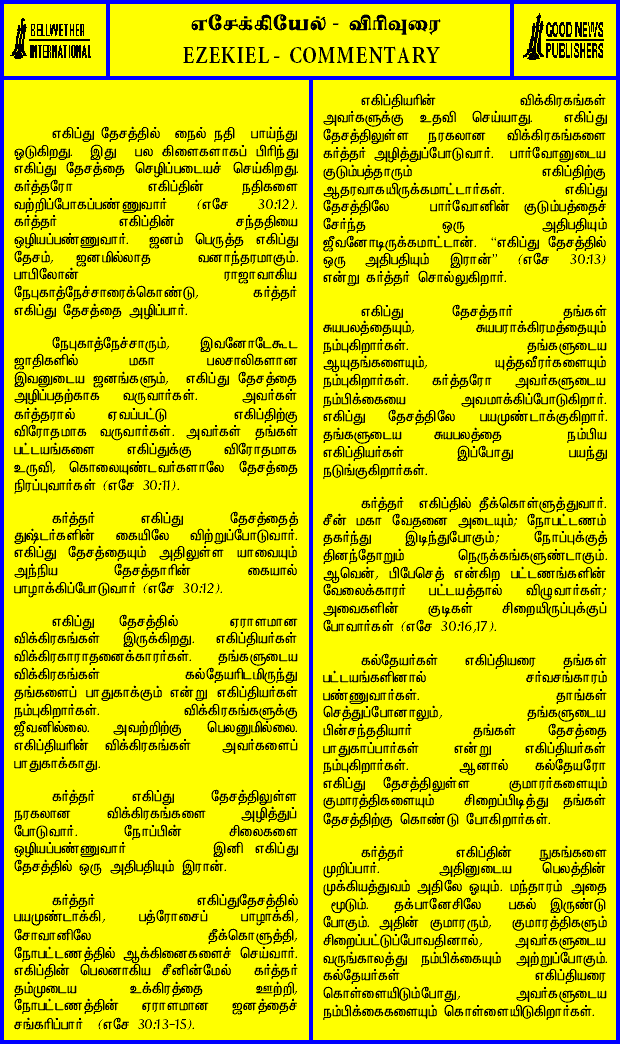 BELLWETHER
INTERNATIONAL
எசேக்கியேல் - விரிவுரை
EZEKIEL - COMMENTARY
GOOD NEWS
PUBLISHERS
எகிப்து தேசத்தில் நைல் நதி பாய்ந்து
ஓடுகிறது. இது பல கிளைகளாகப் பிரிந்து
எகிப்து தேசத்தை செழிப்படையச் செய்கிறது.
கர்த்தரோ எகிப்தின் நதிகளை
வற்றிப்போகப்பண்ணுவார் (எசே 30:12).
கர்த்தர் எகிப்தின் சந்ததியை
ஒழியப்பண்ணுவார். ஜனம் பெருத்த எகிப்து
தேசம், ஜனமில்லாத வனாந்தரமாகும்.
பாபிலோன் ராஜாவாகிய
நேபுகாத்நேச்சாரைக்கொண்டு, கர்த்தர்
எகிப்து தேசத்தை அழிப்பார்.
நேபுகாத்நேச்சாரும், இவனோடேகூட
ஜாதிகளில் மகா பலசாலிகளான
இவனுடைய ஜனங்களும், எகிப்து தேசத்தை
அழிப்பதற்காக வருவார்கள். அவர்கள்
கர்த்தரால் ஏவப்பட்டு எகிப்திற்கு
விரோதமாக வருவார்கள். அவர்கள் தங்கள்
பட்டயங்களை எகிப்துக்கு விரோதமாக
உருவி, கொலையுண்டவர்களாலே தேசத்தை
நிரப்புவார்கள் (எசே 30:11).
கர்த்தர் எகிப்து தேசத்தைத்
துஷ்டர்களின் கையிலே விற்றுப்போடுவார்.
எகிப்து தேசத்தையும் அதிலுள்ள யாவையும்
அந்நிய தேசத்தாரின் கையால்
பாழாக்கிப்போடுவார் (எசே 30:12).
எகிப்து தேசத்தில் ஏராளமான
விக்கிரகங்கள் இருக்கிறது. எகிப்தியர்கள்
விக்கிரகாராதனைக்காரர்கள். தங்களுடைய
விக்கிரகங்கள் கல்தேயரிடமிருந்து
தங்களைப் பாதுகாக்கும் என்று எகிப்தியர்கள்
நம்புகிறார்கள். விக்கிரகங்களுக்கு
ஜீவனில்லை. அவற்றிற்கு பெலனுமில்லை.
எகிப்தியரின் விக்கிரகங்கள் அவர்களைப்
பாதுகாக்காது.
கர்த்தர் எகிப்து தேசத்திலுள்ள
நரகலான விக்கிரகங்களை அழித்துப்
போடுவார். நோப்பின் சிலைகளை
ஒழியப்பண்ணுவார் இனி எகிப்து
தேசத்தில் ஒரு அதிபதியும் இரான்.
கர்த்தர் எகிப்துதேசத்தில்
பயமுண்டாக்கி, பத்ரோசைப் பாழாக்கி,
சோவானிலே தீக்கொளுத்தி,
நோபட்டணத்தில் ஆக்கினைகளைச் செய்வார்.
எகிப்தின் பெலனாகிய சீனின்மேல் கர்த்தர்
தம்முடைய உக்கிரத்தை ஊற்றி,
நோபட்டணத்தின் ஏராளமான ஜனத்தைச்
சங்கரிப்பார் (எசே 30:13-15).
எகிப்தியரின் விக்கிரகங்கள்
அவர்களுக்கு உதவி செய்யாது. எகிப்து
தேசத்திலுள்ள நரகலான விக்கிரகங்களை
கர்த்தர் அழித்துப்போடுவார். பார்வோனுடைய
குடும்பத்தாரும் எகிப்திற்கு
ஆதரவாகயிருக்கமாட்டார்கள். எகிப்து
தேசத்திலே பார்வோனின் குடும்பத்தைச்
சேர்ந்த ஒரு அதிபதியும்
ஜீவனோடிருக்கமாட்டான். “எகிப்து தேசத்தில்
ஒரு அதிபதியும் இரான்” (எசே 30:13)
என்று கர்த்தர் சொல்லுகிறார்.
எகிப்து தேசத்தார் தங்கள்
சுயபலத்தையும், சுயபராக்கிரமத்தையும்
நம்புகிறார்கள். தங்களுடைய
ஆயுதங்களையும், யுத்தவீரர்களையும்
நம்புகிறார்கள். கர்த்தரோ அவர்களுடைய
நம்பிக்கையை அவமாக்கிப்போடுகிறார்.
எகிப்து தேசத்திலே பயமுண்டாக்குகிறார்.
தங்களுடைய சுயபலத்தை நம்பிய
எகிப்தியர்கள் இப்போது பயந்து
நடுங்குகிறார்கள்.
கர்த்தர் எகிப்தில் தீக்கொள்ளுத்துவார்.
சீன் மகா வேதனை அடையும்; நோபட்டணம்
தகர்ந்து இடிந்துபோகும்; நோப்புக்குத்
தினந்தோறும் நெருக்கங்களுண்டாகும்.
ஆவென், பிபேசெத் என்கிற பட்டணங்களின்
வேலைக்காரர் பட்டயத்தால் விழுவார்கள்;
அவைகளின் குடிகள் சிறையிருப்புக்குப்
போவார்கள் (எசே 30:16,17).
கல்தேயர்கள் எகிப்தியரை தங்கள்
பட்டயங்களினால் சர்வசங்காரம்
பண்ணுவார்கள். தாங்கள்
செத்துப்போனாலும், தங்களுடைய
பின்சந்ததியார் தங்கள் தேசத்தை
பாதுகாப்பார்கள் என்று எகிப்தியர்கள்
நம்புகிறார்கள். ஆனால் கல்தேயரோ
எகிப்து தேசத்திலுள்ள குமாரர்களையும்
குமாரத்திகளையும் சிறைப்பிடித்து தங்கள்
தேசத்திற்கு கொண்டு போகிறார்கள்.
கர்த்தர் எகிப்தின் நுகங்களை
முறிப்பார். அதினுடைய பெலத்தின்
முக்கியத்துவம் அதிலே ஓயும். மந்தாரம் அதை
மூடும். தக்பானேசிலே பகல் இருண்டு
போகும். அதின் குமாரரும், குமாரத்திகளும்
சிறைப்பட்டுப்போவதினால், அவர்களுடைய
வருங்காலத்து நம்பிக்கையும் அற்றுப்போகும்.
கல்தேயர்கள் எகிப்தியரை
கொள்ளையிடும்போது, அவர்களுடைய
நம்பிக்கைகளையும் கொள்ளையிடுகிறார்கள்.